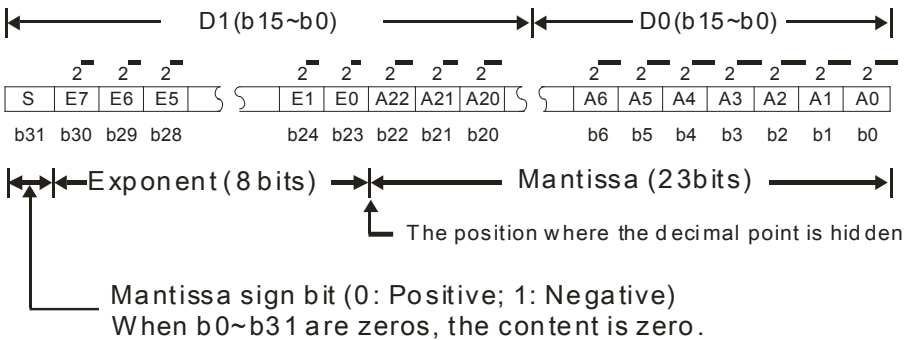 D1(b15~b0) D0(b15~b0)
2 2 2 2 2 2 2 2 2 2 2 2 2 2 2 2
S E7 E6 E5 E1 E0 A22 A21 A20 A6 A5 A4 A3 A2 A1 A0
b31 b30 b29 b28 b24 b23 b22 b21 b20 b6 b5 b4 b3 b2 b1 b0
Exponent (8 bits) Mantissa (23bits)
The position where the decimal point is hidden
Mantissa sign bit (0: Positive; 1: Negative)
When b0~b31 are zeros, the content is zero.